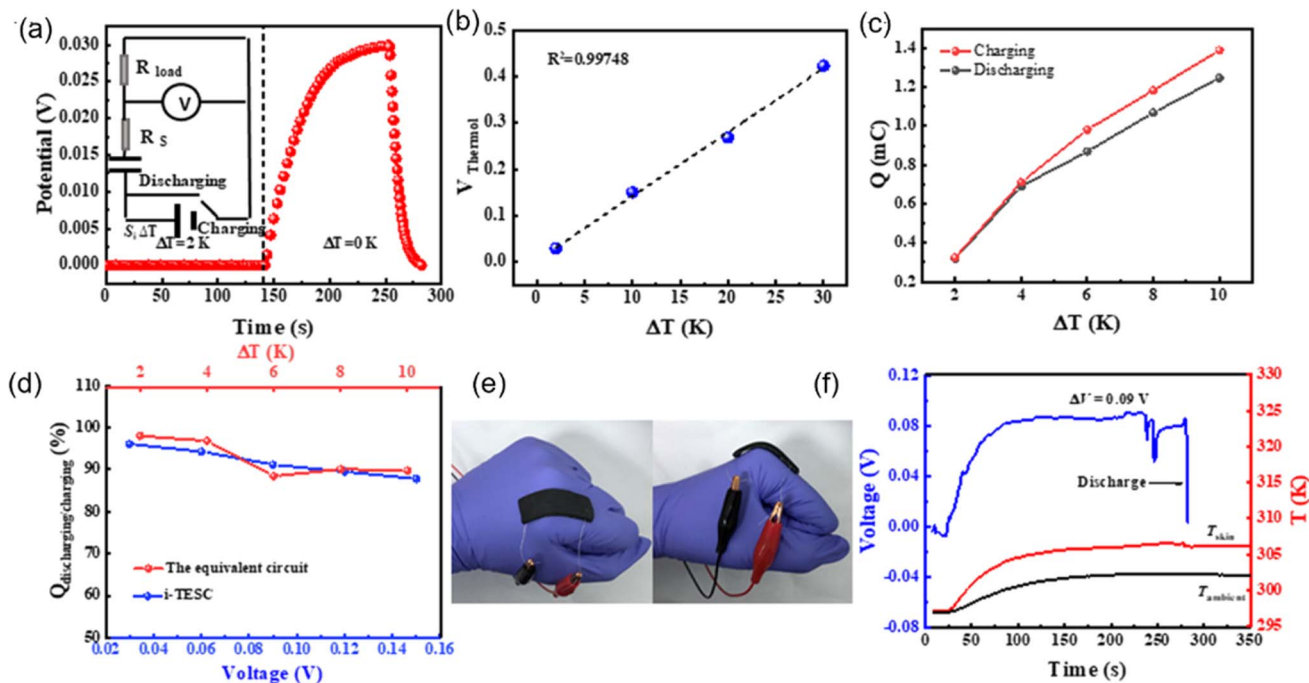 (a)
Potential (V)
0.030
0.025
0.020
0.015
0.010
0.005
0.000
R load
V
R S
Discharging
Charging
Si ΔT
ΔT=2 K
ΔT=0 K
0 50 100 150 200 250 300
Time (s)
(b)
V Thermol
R²=0.99748
0.5
0.4
0.3
0.2
0.1
0.0
0 10 20 30
ΔT (K)
(c)
Q (mC)
1.4
1.2
1.0
0.8
0.6
0.4
0.2
Charging
Discharging
2 4 6 8 10
ΔT (K)
(d)
ΔT (K)
2 4 6 8 10
Qdischarging/charging (%)
110
100
90
80
70
60
50
The equivalent circuit
i-TESC
0.02 0.04 0.06 0.08 0.10 0.12 0.14 0.16
Voltage (V)
(e)
(f)
Voltage (V)
0.12
0.08
0.04
0.00
-0.04
-0.08
ΔV = 0.09 V
Discharge
Tskin
Tambient
330
325
320
315
310
305
300
295
T (K)
0 50 100 150 200 250 300 350
Time (s)